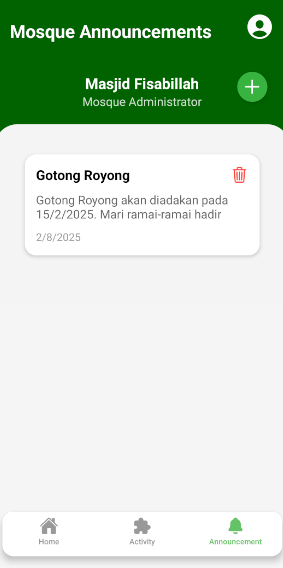 Mosque Announcements
Masjid Fisabillah
Mosque Administrator
Gotong Royong
Gotong Royong akan diadakan pada
15/2/2025. Mari ramai-ramai hadir
2/8/2025
Home
Activity
Announcement